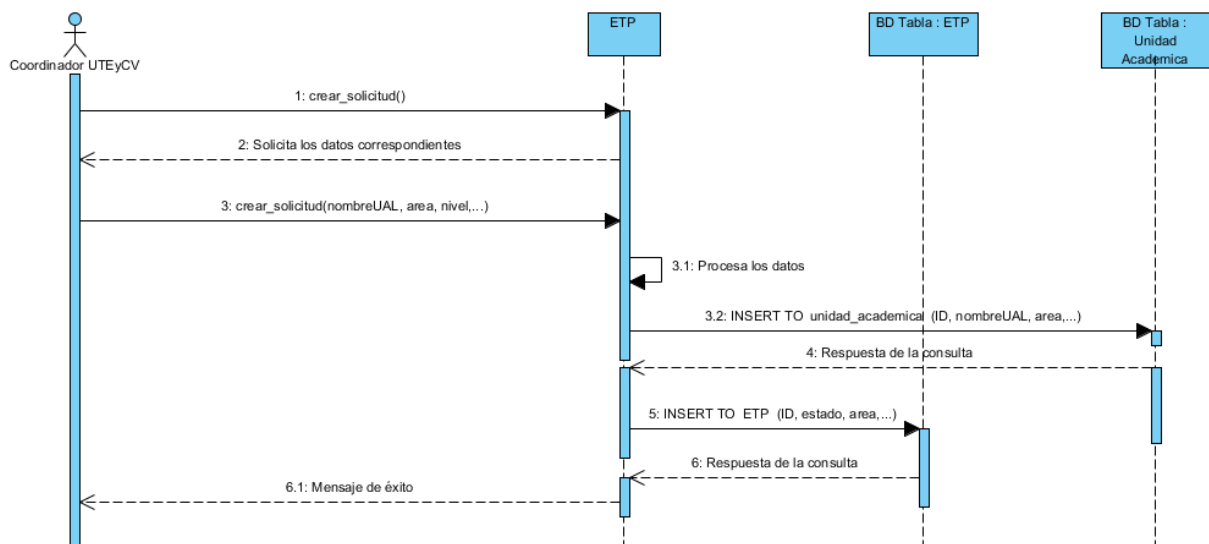 Coordinador UTEyCV
ETP
BD Tabla : ETP
BD Tabla :
Unidad
Academica
1: crear_solicitud()
2: Solicita los datos correspondientes
3: crear_solicitud(nombreUAL, area, nivel,...)
3.1: Procesa los datos
3.2: INSERT TO unidad_academica (ID, nombreUAL, area,...)
4: Respuesta de la consulta
5: INSERT TO ETP (ID, estado, area,...)
6: Respuesta de la consulta
6.1: Mensaje de éxito